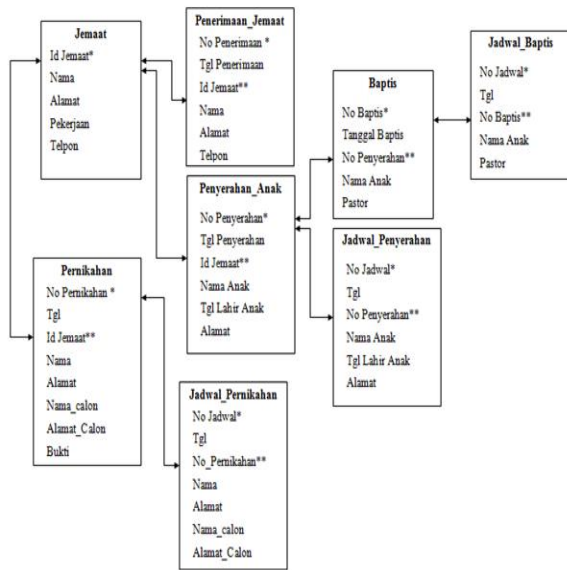 Jemaat
Id Jemaat*
Nama
Alamat
Pekerjaan
Telpon
Penerimaan_Jemaat
No Penerimaan *
Tgl Penerimaan
Id Jemaat**
Nama
Alamat
Telpon
Jadwal_Baptis
No Jadwal*
Tgl
No Baptis**
Nama Anak
Pastor
Baptis
No Baptis*
Tanggal Baptis
No Penyerahan**
Nama Anak
Pastor
Penyerahan_Anak
No Penyerahan*
Tgl Penyerahan
Id Jemaat**
Nama Anak
Tgl Lahir Anak
Alamat
Jadwal_Penyerahan
No Jadwal*
Tgl
No Penyerahan**
Nama Anak
Tgl Lahir Anak
Alamat
Pernikahan
No Pernikahan *
Tgl
Id Jemaat**
Nama
Alamat
Nama_calon
Alamat_Calon
Bukti
Jadwal_Pernikahan
No Jadwal*
Tgl
No_Pernikahan**
Nama
Alamat
Nama_calon
Alamat_Calon